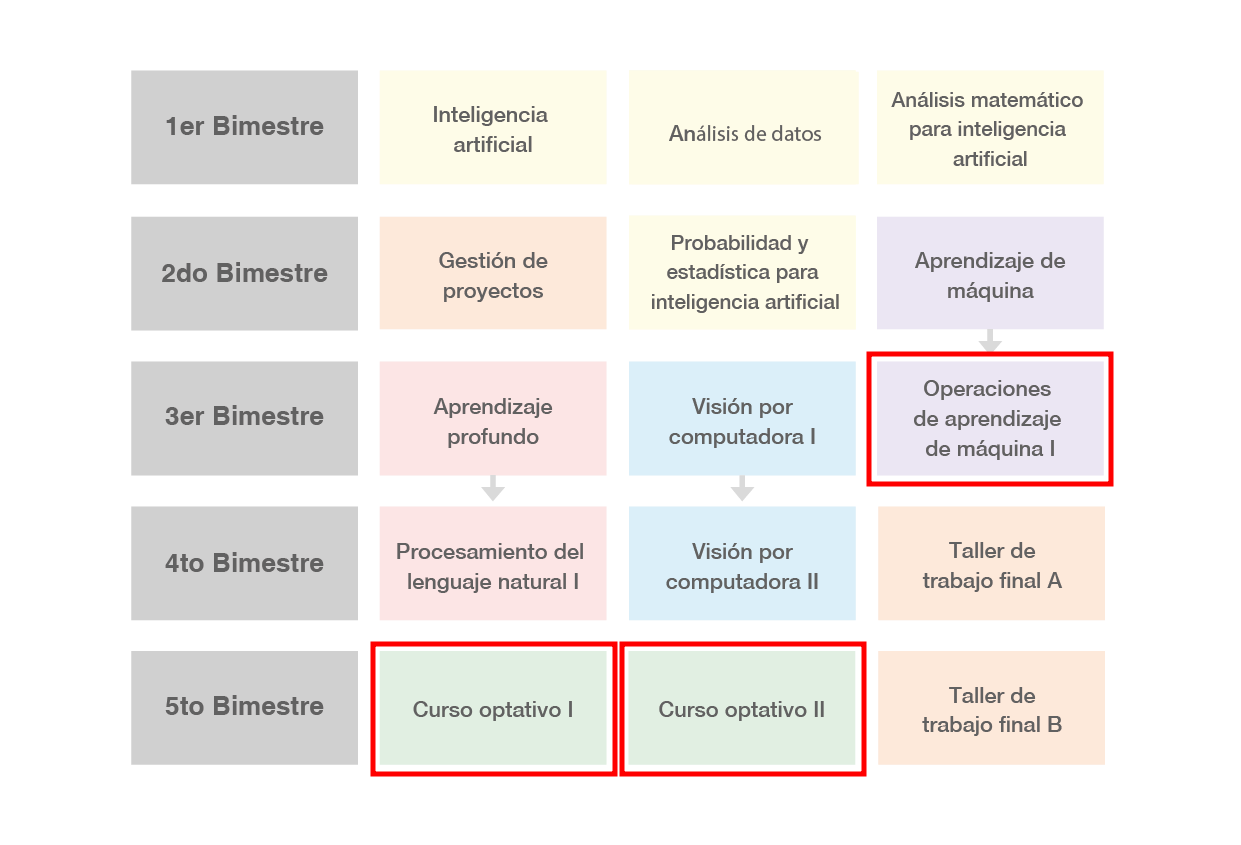 1er Bimestre
Inteligencia
artificial
Análisis de datos
Análisis matemático
para inteligencia
artificial
2do Bimestre
Gestión de
proyectos
Probabilidad y
estadística para
inteligencia artificial
Aprendizaje de
máquina
3er Bimestre
Aprendizaje
profundo
Visión por
computadora I
Operaciones
de aprendizaje
de máquina I
4to Bimestre
Procesamiento del
lenguaje natural I
Visión por
computadora II
Taller de
trabajo final A
5to Bimestre
Curso optativo I
Curso optativo II
Taller de
trabajo final B